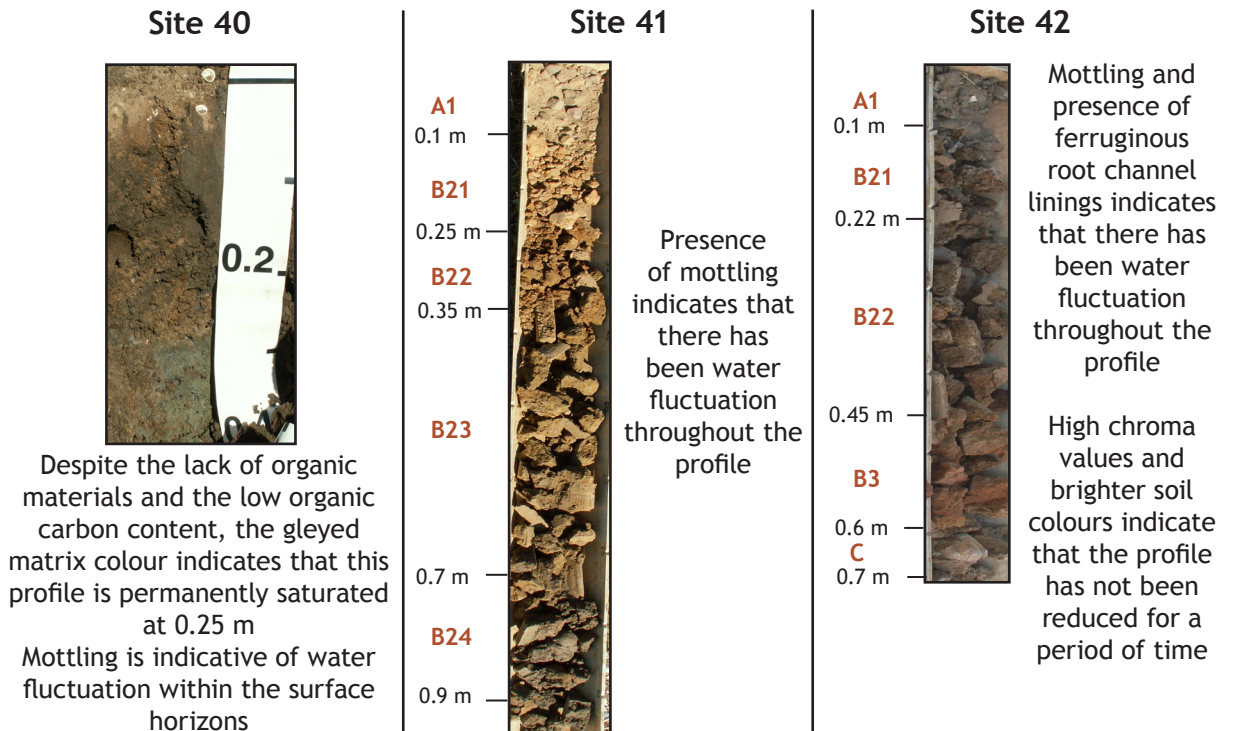 Site 40
0.2
Despite the lack of organic
materials and the low organic
carbon content, the gleyed
matrix colour indicates that this
profile is permanently saturated
at 0.25 m
Mottling is indicative of water
fluctuation within the surface
horizons
Site 41
A1
0.1 m
B21
0.25 m
B22
0.35 m
B23
0.7 m
B24
0.9 m
Presence
of mottling
indicates that
there has
been water
fluctuation
throughout the
profile
Site 42
A1
0.1 m
B21
0.22 m
B22
0.45 m
B3
0.6 m
C
0.7 m
Mottling and
presence of
ferruginous
root channel
linings indicates
that there has
been water
fluctuation
throughout the
profile
High chroma
values and
brighter soil
colours indicate
that the profile
has not been
reduced for a
period of time